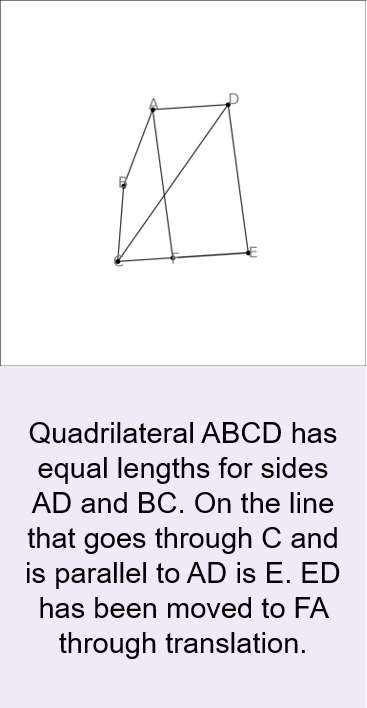 A
D
B
C
F
E
Quadrilateral ABCD has
equal lengths for sides
AD and BC. On the line
that goes through C and
is parallel to AD is E. ED
has been moved to FA
through translation.